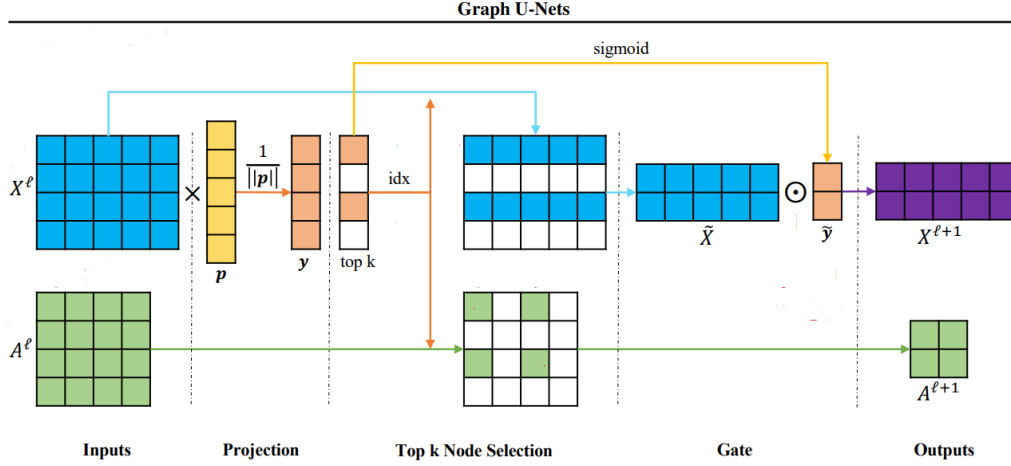 Graph U-Nets
sigmoid
X^ℓ
×
p
1
||p||
y
top k
idx
X̃
⊙
ỹ
X^{ℓ+1}
A^ℓ
A^{ℓ+1}
Inputs
Projection
Top k Node Selection
Gate
Outputs